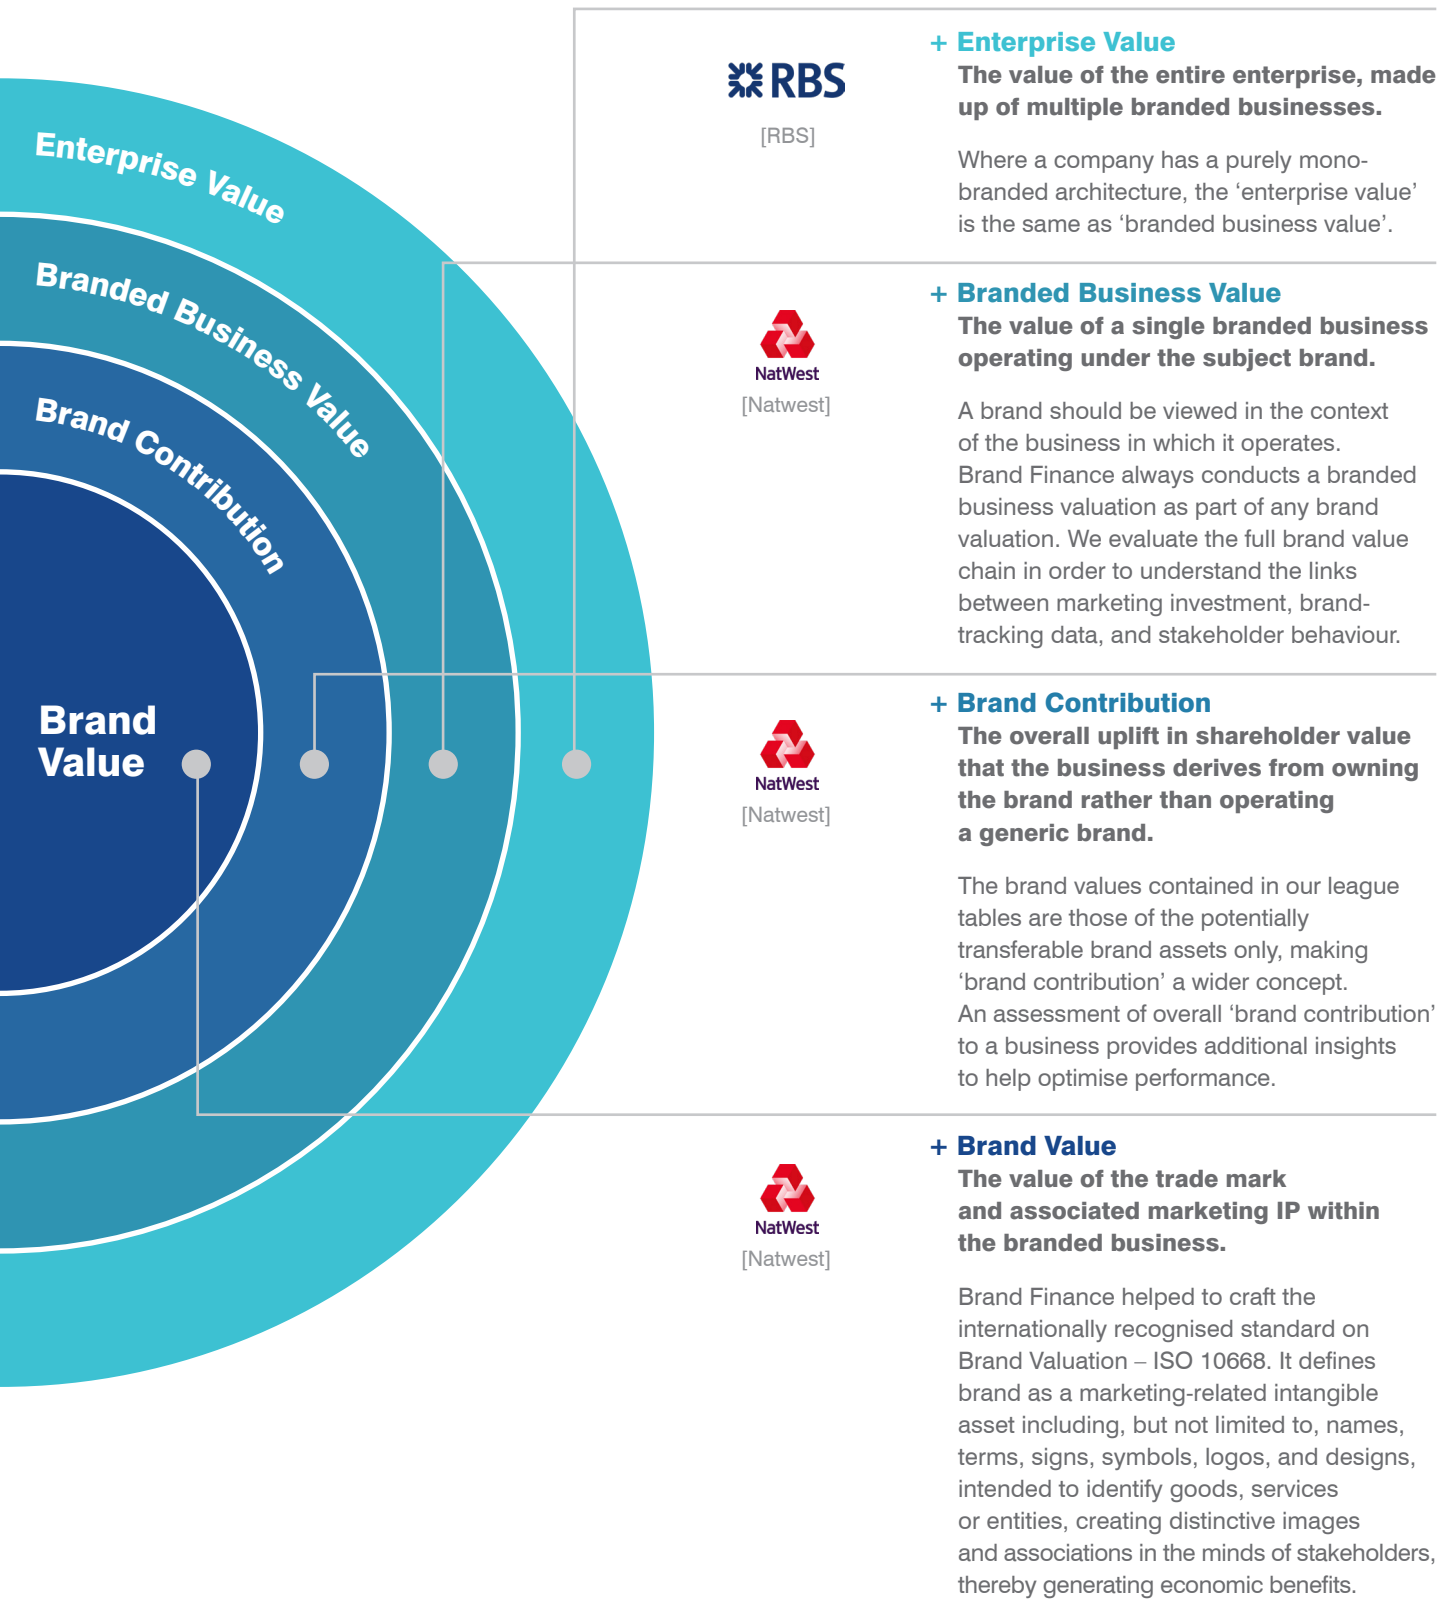 Enterprise Value
Branded Business Value
Brand Contribution
Brand
Value
RBS
[RBS]
+ Enterprise Value
The value of the entire enterprise, made
up of multiple branded businesses.
Where a company has a purely mono-
branded architecture, the ‘enterprise value’
is the same as ‘branded business value’.
NatWest
[Natwest]
+ Branded Business Value
The value of a single branded business
operating under the subject brand.
A brand should be viewed in the context
of the business in which it operates.
Brand Finance always conducts a branded
business valuation as part of any brand
valuation. We evaluate the full brand value
chain in order to understand the links
between marketing investment, brand-
tracking data, and stakeholder behaviour.
NatWest
[Natwest]
+ Brand Contribution
The overall uplift in shareholder value
that the business derives from owning
the brand rather than operating
a generic brand.
The brand values contained in our league
tables are those of the potentially
transferable brand assets only, making
‘brand contribution’ a wider concept.
An assessment of overall ‘brand contribution’
to a business provides additional insights
to help optimise performance.
NatWest
[Natwest]
+ Brand Value
The value of the trade mark
and associated marketing IP within
the branded business.
Brand Finance helped to craft the
internationally recognised standard on
Brand Valuation – ISO 10668. It defines
brand as a marketing-related intangible
asset including, but not limited to, names,
terms, signs, symbols, logos, and designs,
intended to identify goods, services
or entities, creating distinctive images
and associations in the minds of stakeholders,
thereby generating economic benefits.